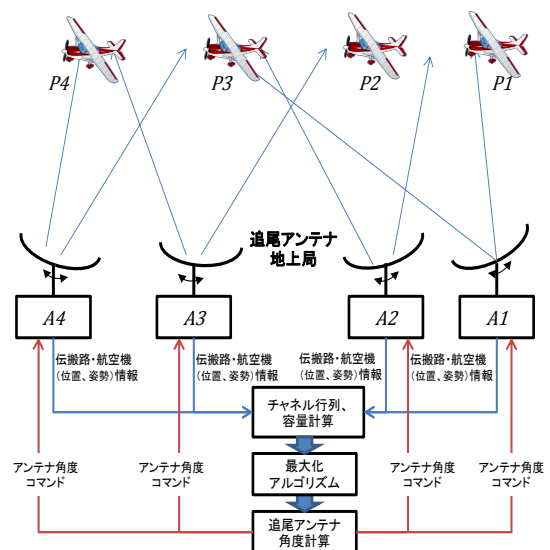 P4
P3
P2
P1
追尾アンテナ
地上局
A4
A3
A2
A1
伝搬路・航空機
(位置、姿勢)情報
伝搬路・航空機
(位置、姿勢)情報
伝搬路・航空機
(位置、姿勢)情報
伝搬路・航空機
(位置、姿勢)情報
チャネル行列、
容量計算
最大化
アルゴリズム
アンテナ角度
コマンド
アンテナ角度
コマンド
アンテナ角度
コマンド
アンテナ角度
コマンド
追尾アンテナ
角度計算